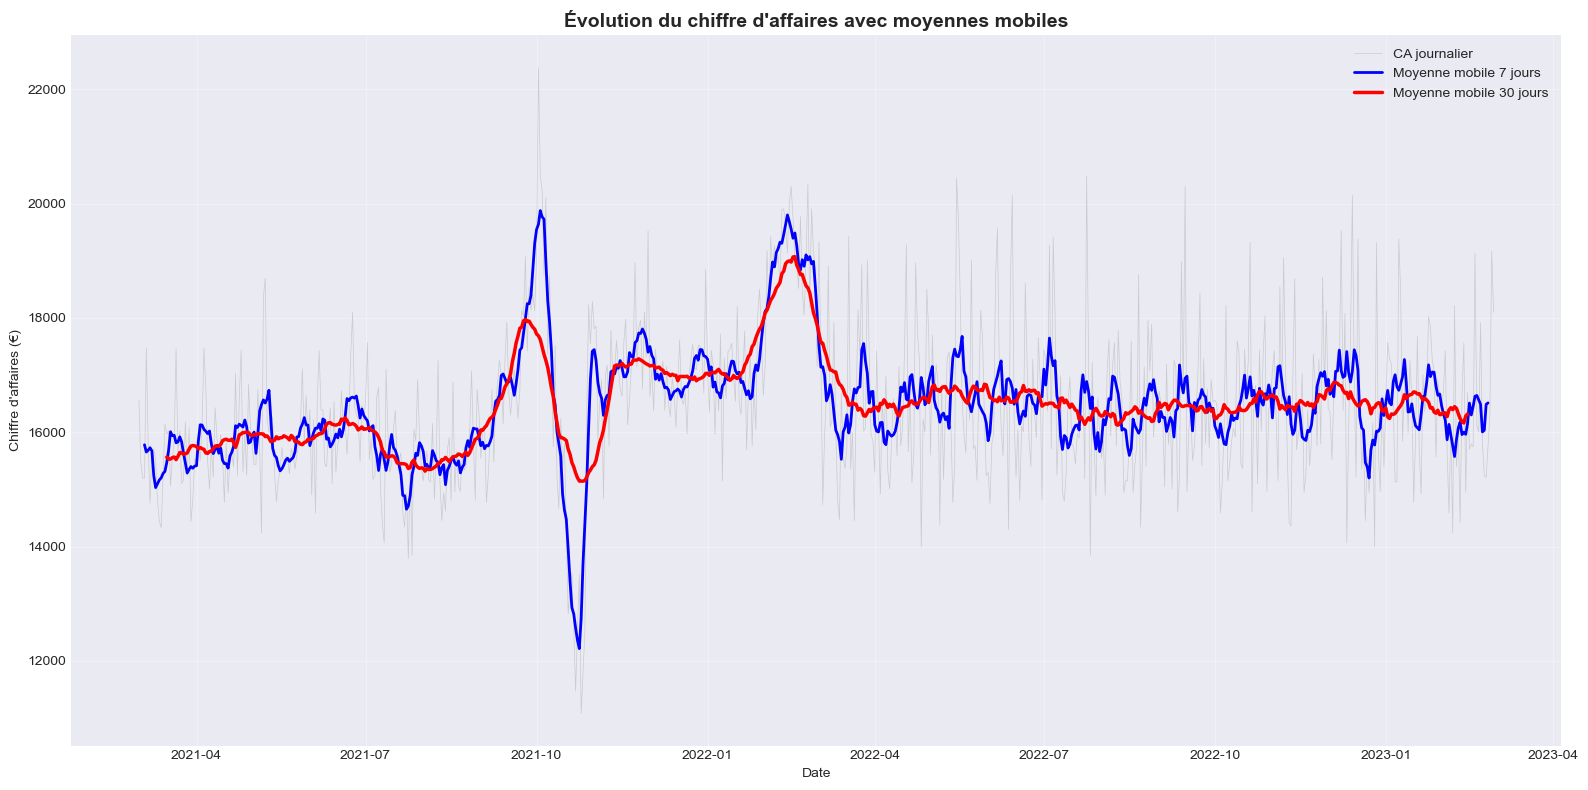 Évolution du chiffre d'affaires avec moyennes mobiles
CA journalier
Moyenne mobile 7 jours
Moyenne mobile 30 jours
Chiffre d'affaires (€)
22000
20000
18000
16000
14000
12000
2021-04
2021-07
2021-10
2022-01
2022-04
2022-07
2022-10
2023-01
2023-04
Date